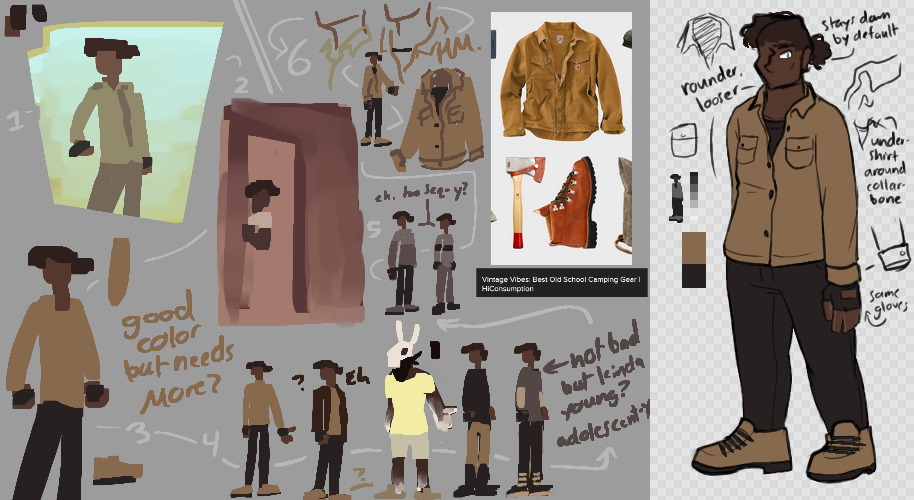 1
2
6
hm.
eh. too seq-y?
5
Vintage Vibes: Best Old School Camping Gear |
HiConsumption
good
color
but needs
more?
3
4
?
Eh
?
not bad
but kinda
young?
adolescent-y
stays down
by default
rounder,
looser
under-
shirt
around
collar-
bone
same
gloves